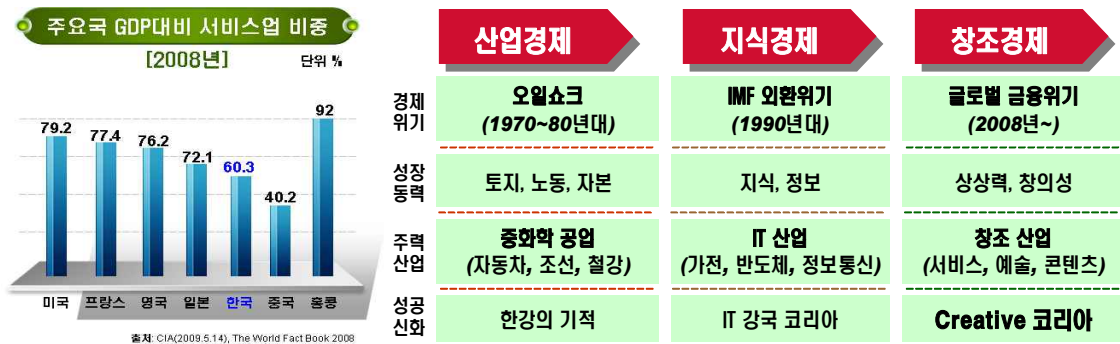 주요국 GDP대비 서비스업 비중
[2008년]
단위 %
79.2
77.4
76.2
72.1
60.3
40.2
92
미국
프랑스
영국
일본
한국
중국
홍콩
출처: CIA(2009.5.14), The World Fact Book 2008
산업경제
지식경제
창조경제
경제
위기
오일쇼크
(1970~80년대)
IMF 외환위기
(1990년대)
글로벌 금융위기
(2008년~)
성장
동력
토지, 노동, 자본
지식, 정보
상상력, 창의성
주력
산업
중화학 공업
(자동차, 조선, 철강)
IT 산업
(가전, 반도체, 정보통신)
창조 산업
(서비스, 예술, 콘텐츠)
성공
신화
한강의 기적
IT 강국 코리아
Creative 코리아